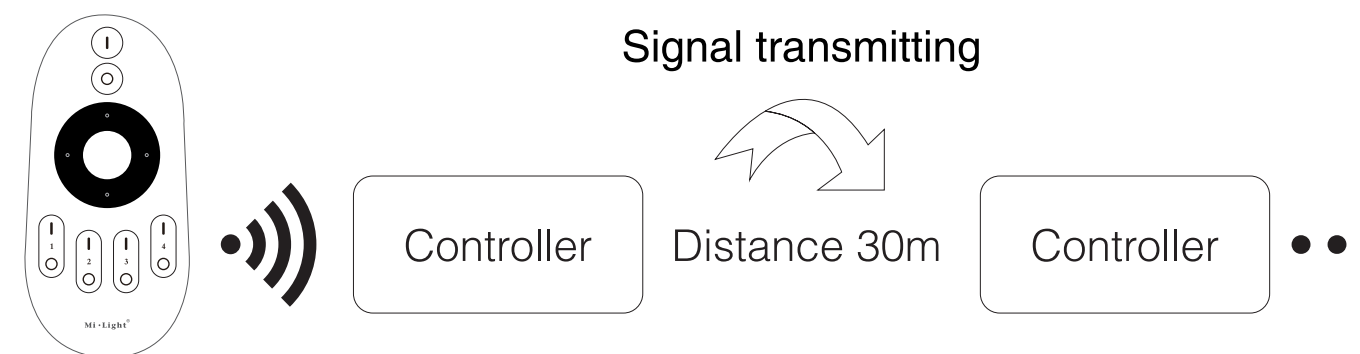 Signal transmitting
Controller
Distance 30m
Controller
1
2
3
4
Mi·Light®